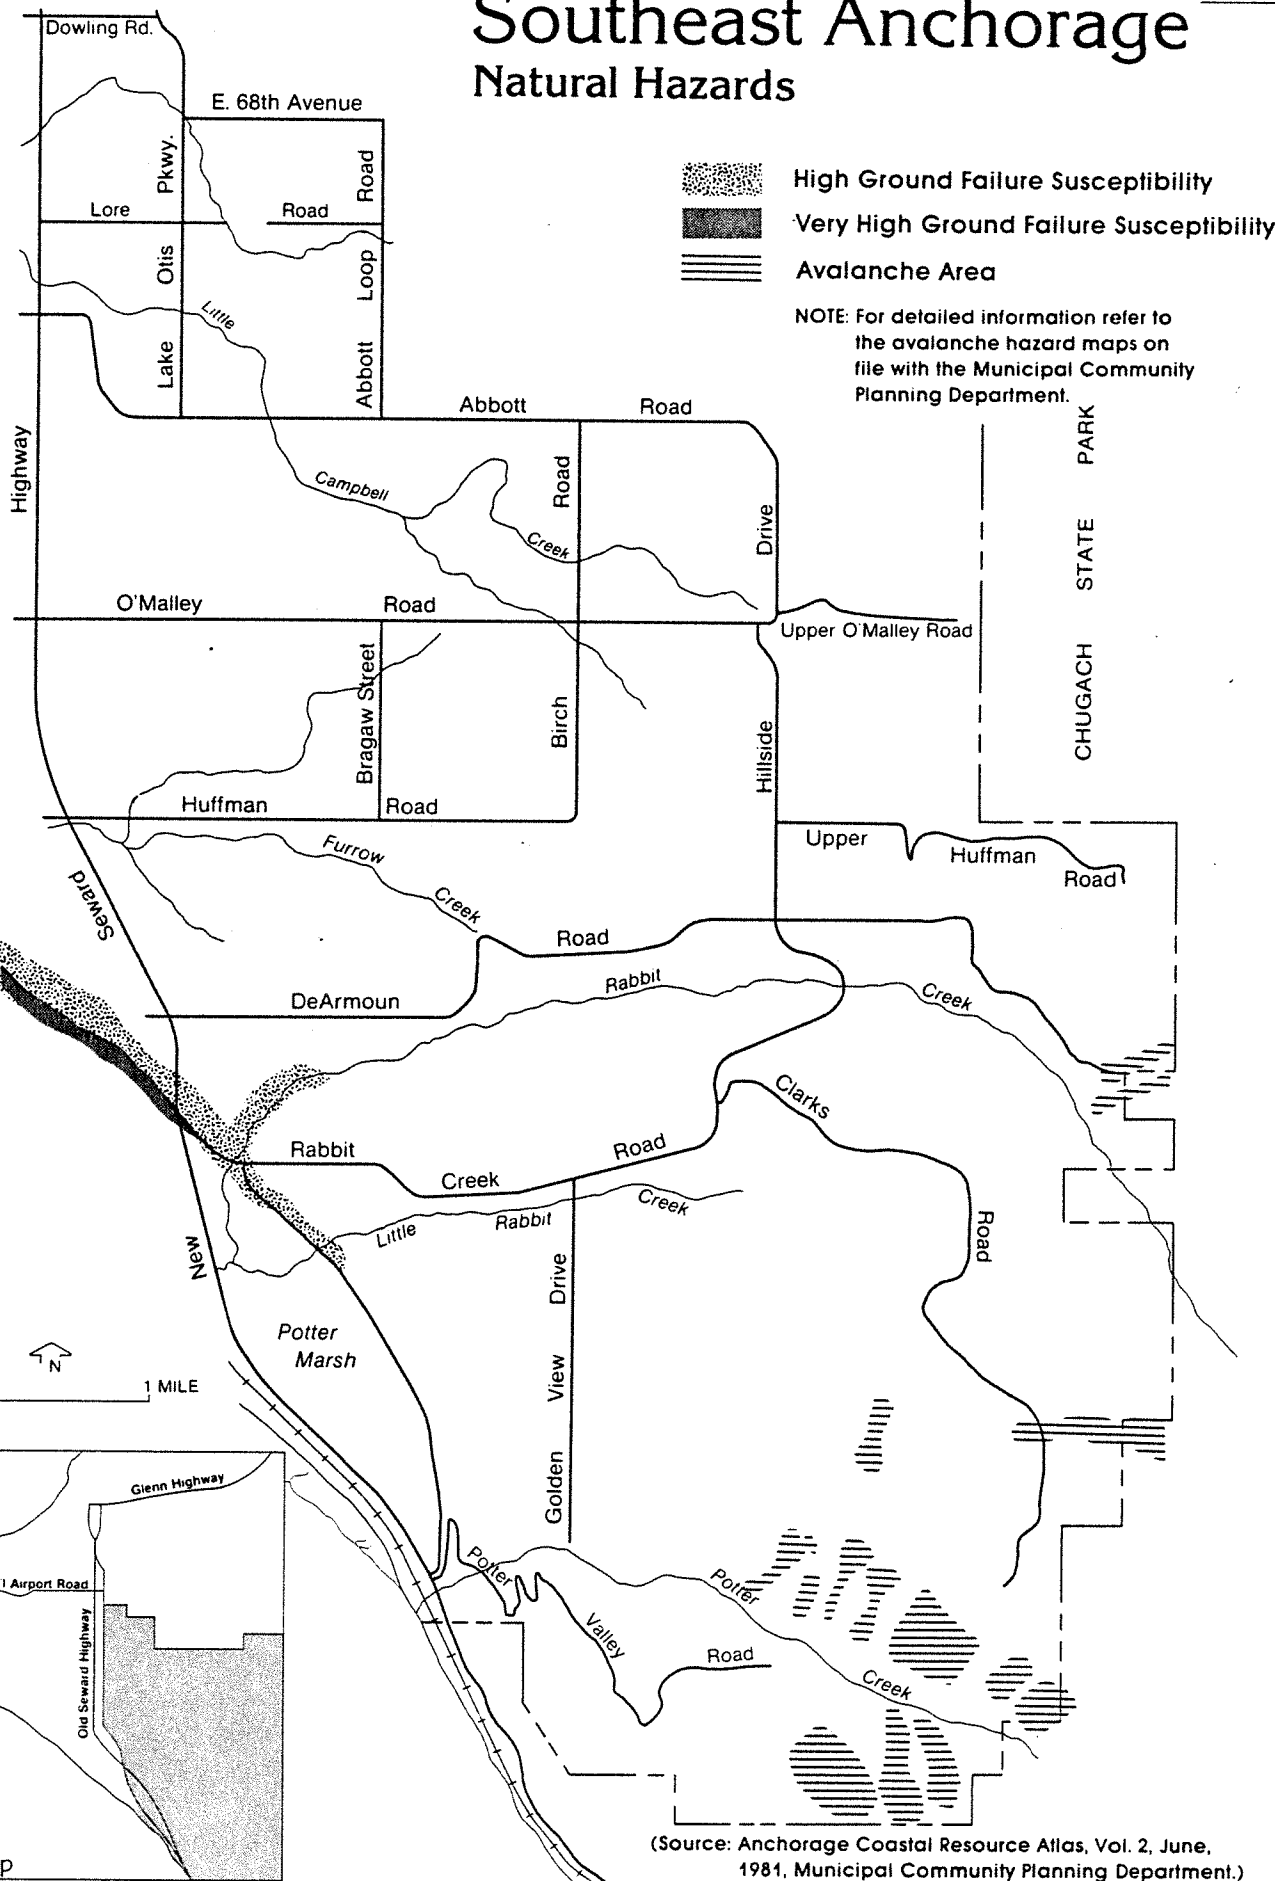 Southeast Anchorage
Natural Hazards
High Ground Failure Susceptibility
Very High Ground Failure Susceptibility
Avalanche Area
NOTE: For detailed information refer to
the avalanche hazard maps on
file with the Municipal Community
Planning Department.
Dowling Rd.
E. 68th Avenue
Lake Otis Pkwy.
Abbott Loop Road
Lore Road
Little
Campbell
Creek
Abbott Road
Highway
Road
Birch
Drive
Hillside
CHUGACH STATE PARK
O'Malley Road
Upper O'Malley Road
Bragaw Street
Huffman Road
Upper Huffman
Road
Furrow
Creek
Seward
Road
DeArmoun
Rabbit
Creek
Clarks
Road
Rabbit
Creek
Road
Little Rabbit Creek
New
Potter
Marsh
Golden View Drive
N
1 MILE
Glenn Highway
l Airport Road
Old Seward Highway
Potter
Valley
Road
Potter
Creek
p
(Source: Anchorage Coastal Resource Atlas, Vol. 2, June,
1981, Municipal Community Planning Department.)